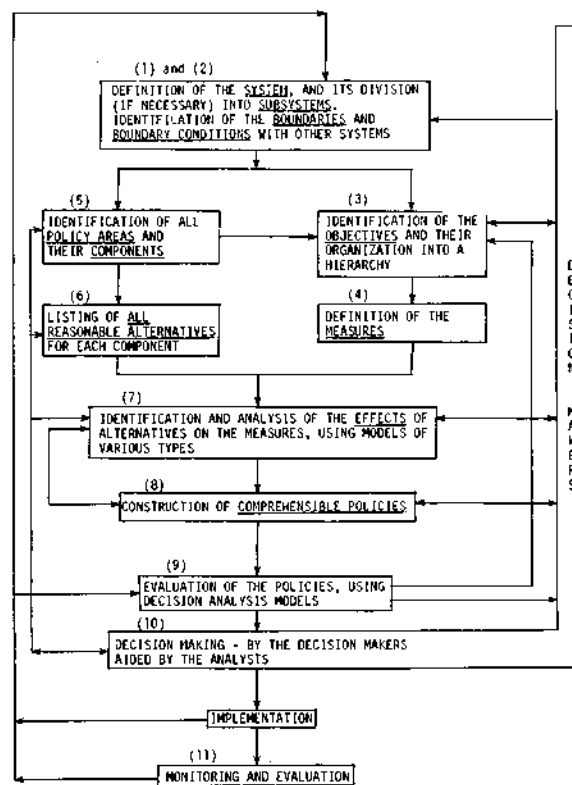 (1) and (2)
DEFINITION OF THE SYSTEM, AND ITS DIVISION
(IF NECESSARY) INTO SUBSYSTEMS.
IDENTIFICATION OF THE BOUNDARIES AND
BOUNDARY CONDITIONS WITH OTHER SYSTEMS
(5)
IDENTIFICATION OF ALL
POLICY AREAS AND
THEIR COMPONENTS
(3)
IDENTIFICATION OF THE
OBJECTIVES AND THEIR
ORGANIZATION INTO A
HIERARCHY
(6)
LISTING OF ALL
REASONABLE ALTERNATIVES
FOR EACH COMPONENT
(4)
DEFINITION OF THE
MEASURES
(7)
IDENTIFICATION AND ANALYSIS OF THE EFFECTS OF
ALTERNATIVES ON THE MEASURES, USING MODELS OF
VARIOUS TYPES
(8)
CONSTRUCTION OF COMPREHENSIBLE POLICIES
(9)
EVALUATION OF THE POLICIES, USING
DECISION ANALYSIS MODELS
(10)
DECISION MAKING - BY THE DECISION MAKERS
AIDED BY THE ANALYSTS
IMPLEMENTATION
(11)
MONITORING AND EVALUATION
DECISION MAKERS